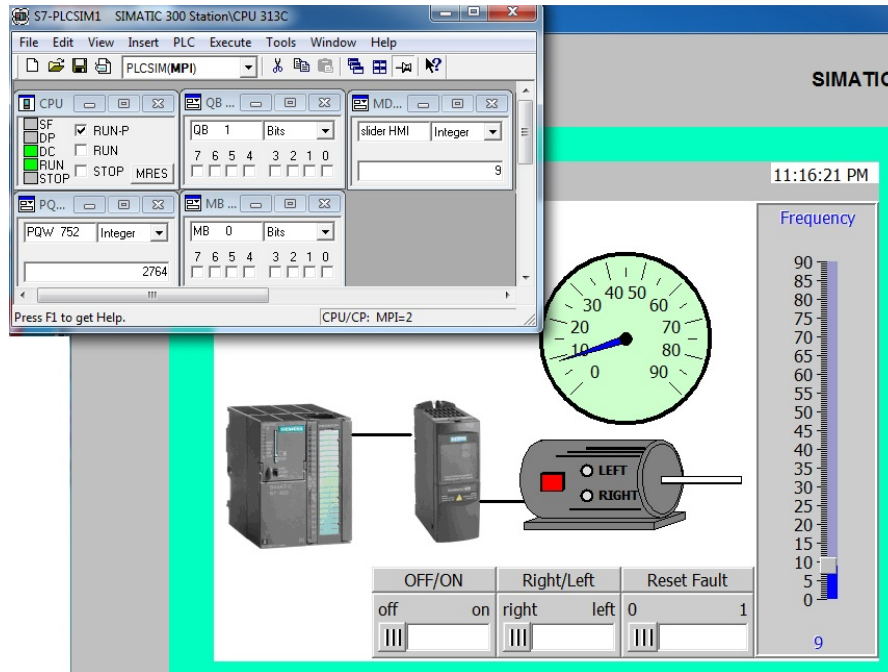 S7-PLCSIM1 SIMATIC 300 Station\CPU 313C
File Edit View Insert PLC Execute Tools Window Help
PLCSIM(MPI)
CPU
SF
DP
DC
RUN
STOP
RUN-P
RUN
STOP
MRES
QB ...
QB 1 Bits
7 6 5 4 3 2 1 0
MD...
slider HMI Integer
9
PQ...
PQW 752 Integer
2764
MB ...
MB 0 Bits
7 6 5 4 3 2 1 0
Press F1 to get Help.
CPU/CP: MPI=2
SIMATIC
11:16:21 PM
Frequency
90
85
80
75
70
65
60
55
50
45
40
35
30
25
20
15
10
5
0
9
0
10
20
30
40
50
60
70
80
90
SIEMENS
LEFT
RIGHT
OFF/ON
off on
Right/Left
right left
Reset Fault
0 1